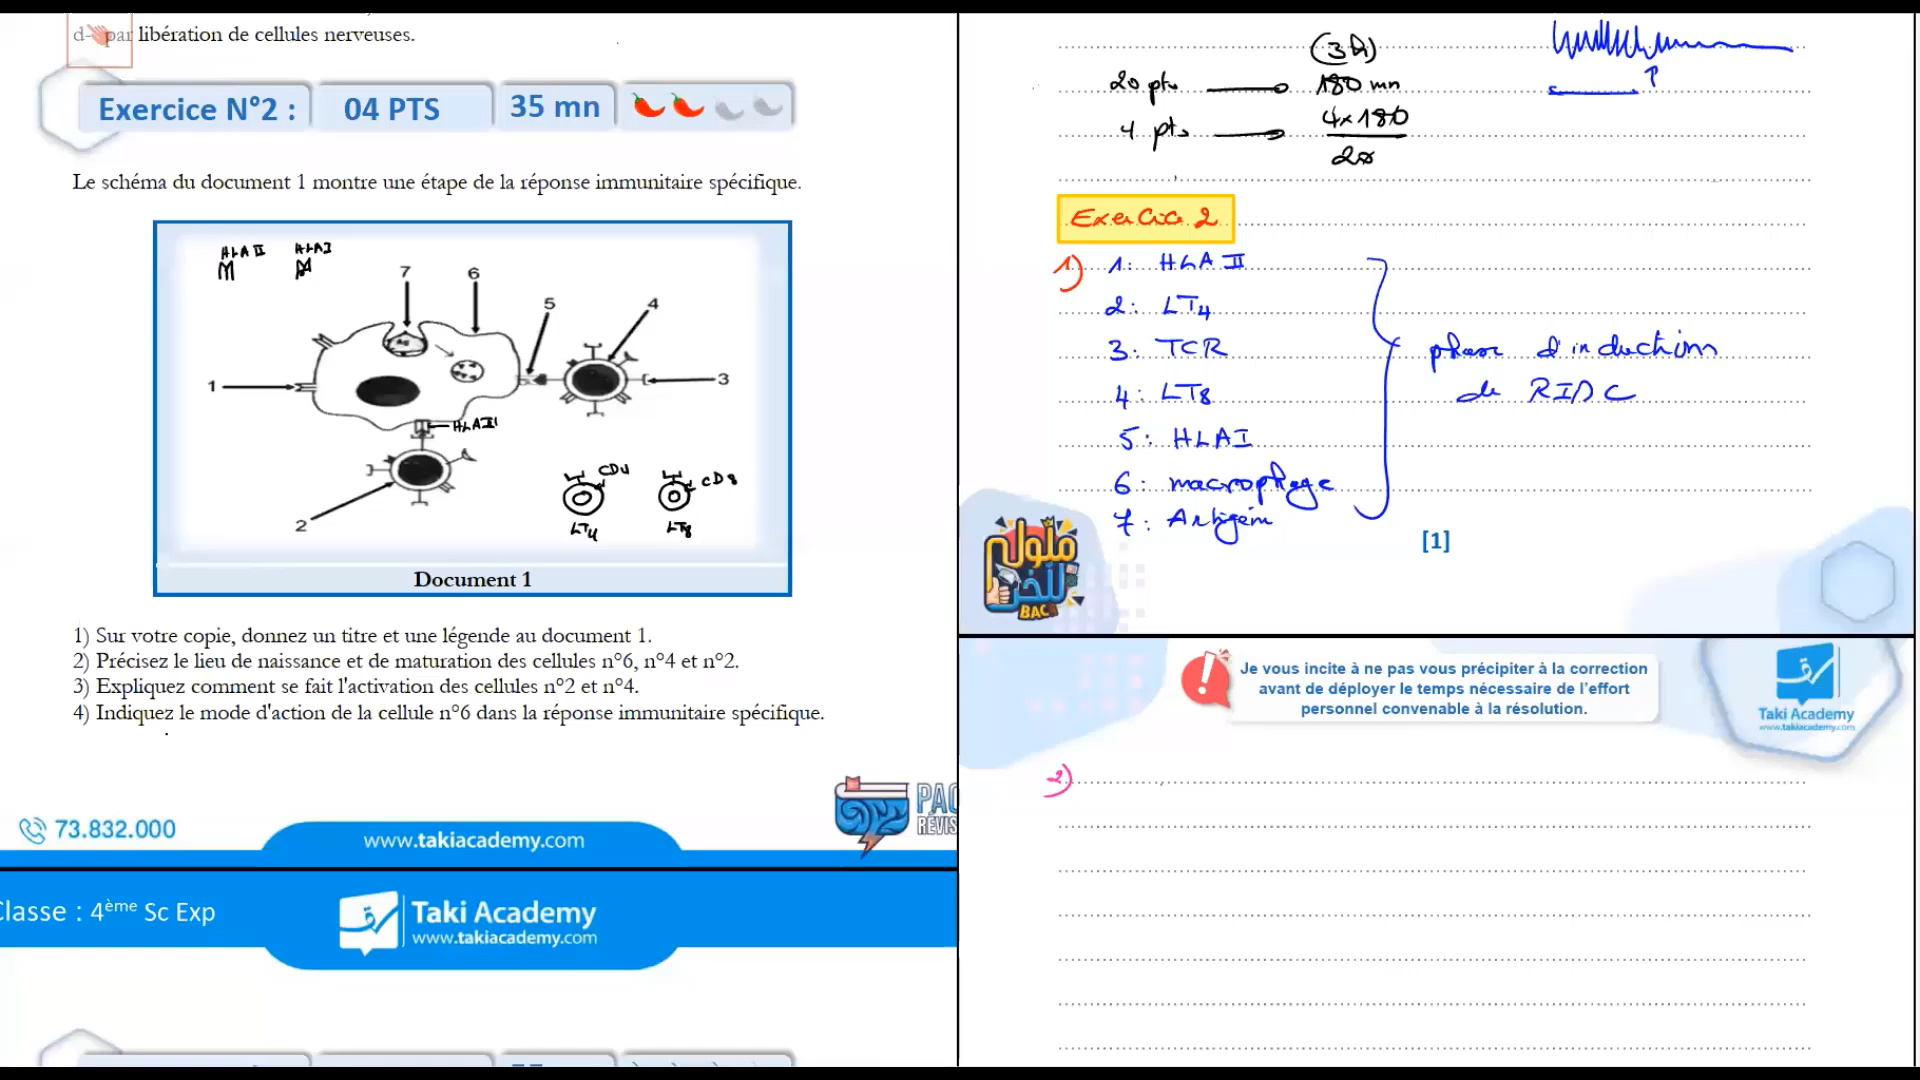 d- par libération de cellules nerveuses.
Exercice N°2 :
04 PTS
35 mn
Le schéma du document 1 montre une étape de la réponse immunitaire spécifique.
HLA II
HLA I
7
6
5
4
Ag
1
3
HLA II
CD4
CD8
2
LT4
LT8
Document 1
1) Sur votre copie, donnez un titre et une légende au document 1.
2) Précisez le lieu de naissance et de maturation des cellules n°6, n°4 et n°2.
3) Expliquez comment se fait l'activation des cellules n°2 et n°4.
4) Indiquez le mode d'action de la cellule n°6 dans la réponse immunitaire spécifique.
73.832.000
www.takiacademy.com
PAC
RÉVIS
Classe : 4ème Sc Exp
Taki Academy
www.takiacademy.com
(3h)
20 pts
180 mn
4 pts
4x180
20
Exercice 2
1)
1: HLA II
2: LT4
3: TCR
4: LT8
5: HLA I
6: macrophage
7: Antigène
phase d'induction
de RIDC
[1]
BAC
Je vous incite à ne pas vous précipiter à la correction
avant de déployer le temps nécessaire de l'effort
personnel convenable à la résolution.
Taki Academy
www.takiacademy.com
2)